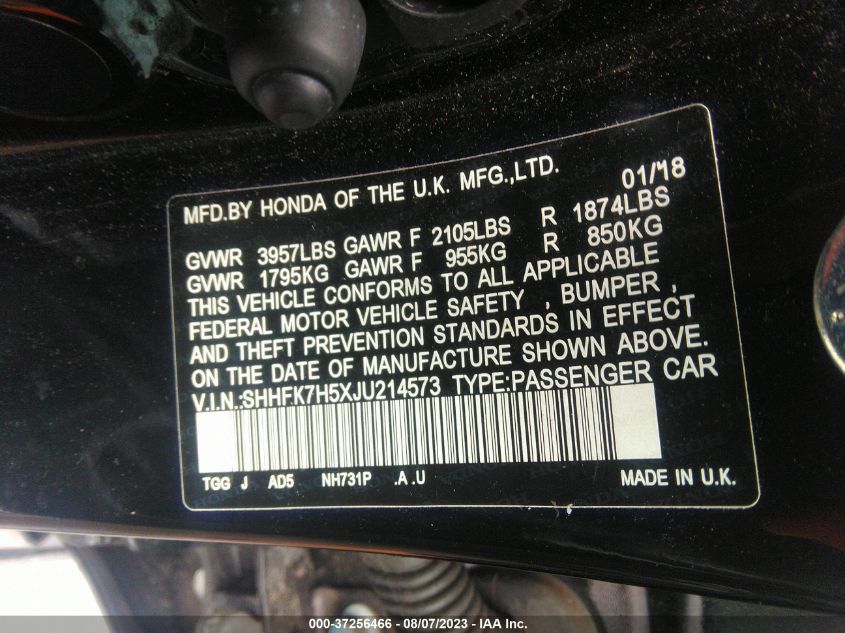 MFD.BY HONDA OF THE U.K. MFG.,LTD. 01/18
GVWR 3957LBS GAWR F 2105LBS R 1874LBS
GVWR 1795KG GAWR F 955KG R 850KG
THIS VEHICLE CONFORMS TO ALL APPLICABLE
FEDERAL MOTOR VEHICLE SAFETY , BUMPER ,
AND THEFT PREVENTION STANDARDS IN EFFECT
ON THE DATE OF MANUFACTURE SHOWN ABOVE.
V.I.N.:SHHFK7H5XJU214573 TYPE:PASSENGER CAR
TGG J AD5 NH731P .A .U MADE IN U.K.
000-37256466 - 08/07/2023 - IAA Inc.